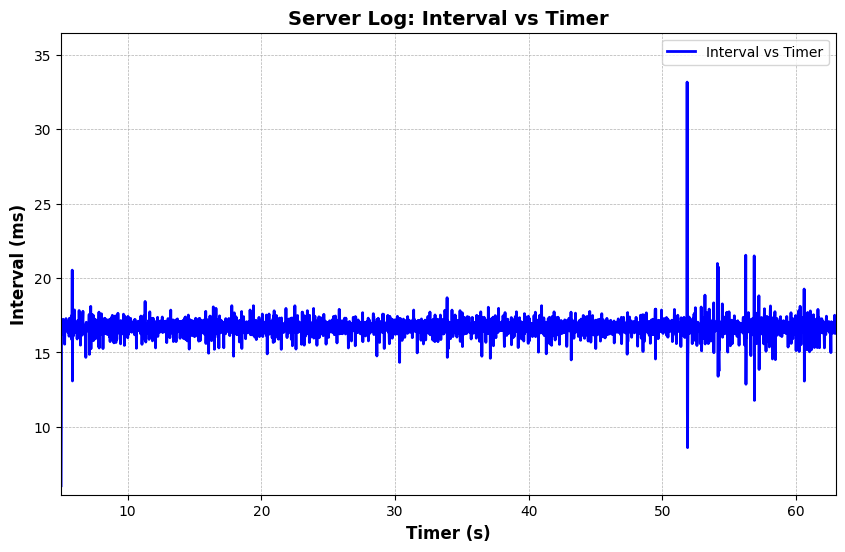 Server Log: Interval vs Timer
Interval vs Timer
35
30
25
20
15
10
Interval (ms)
10 20 30 40 50 60
Timer (s)